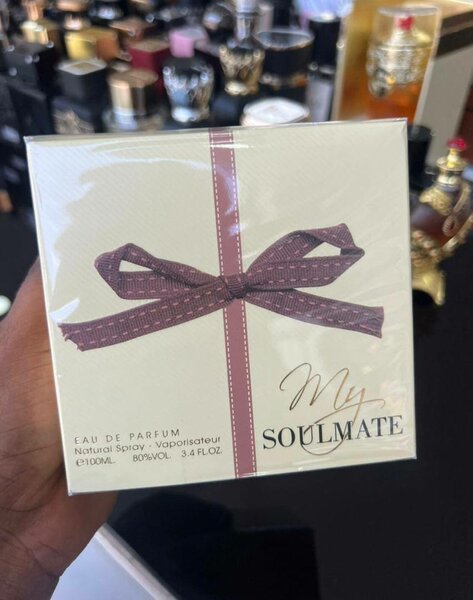 My
SOULMATE
EAU DE PARFUM
Natural Spray · Vaporisateur
℮100ML. 80%VOL. 3.4 FL.OZ.